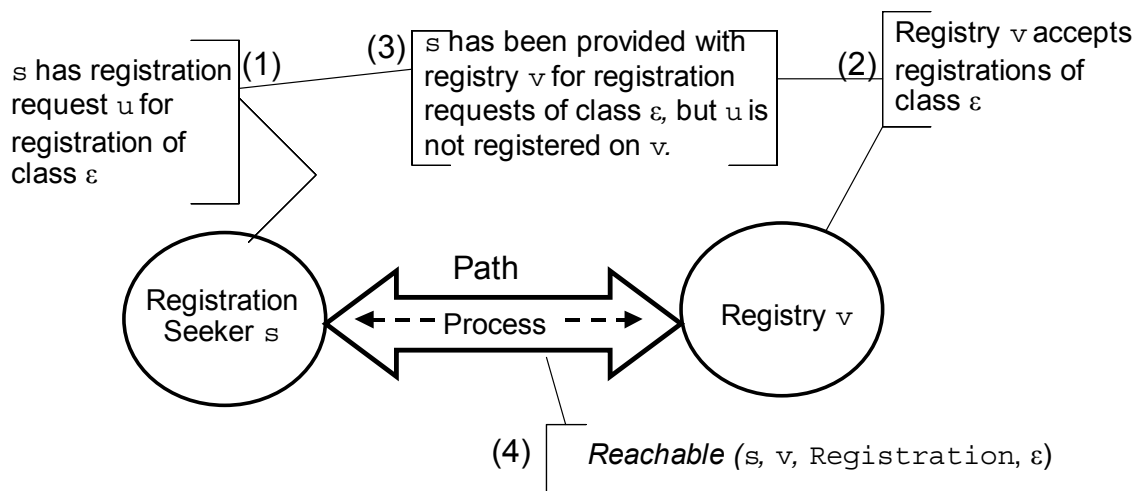 s has registration
request u for
registration of
class ε
(1)
(3)
s has been provided with
registry v for registration
requests of class ε, but u is
not registered on v.
(2)
Registry v accepts
registrations of
class ε
Path
Registration
Seeker s
Process
Registry v
(4)
Reachable (s, v, Registration, ε)